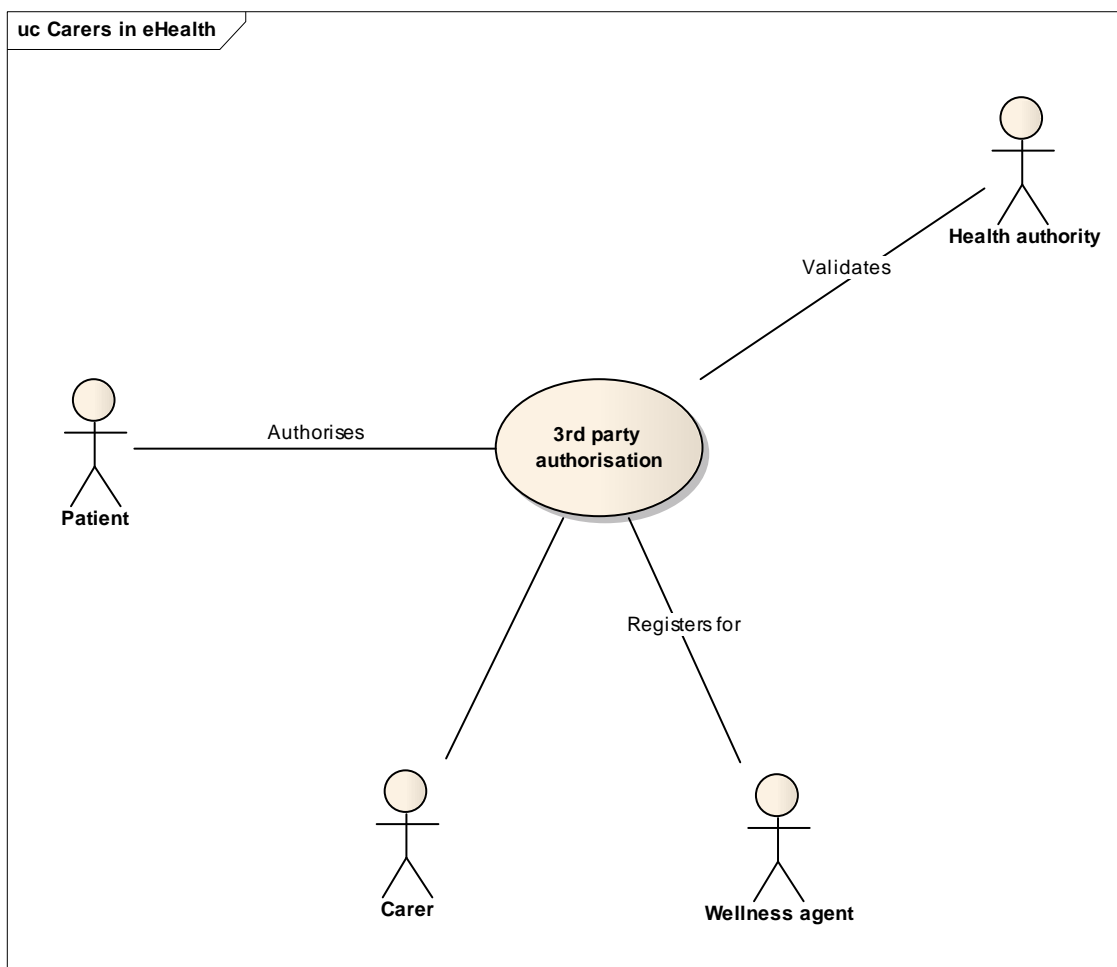 uc Carers in eHealth
Health authority
Validates
Authorises
3rd party
authorisation
Patient
Registers for
Carer
Wellness agent